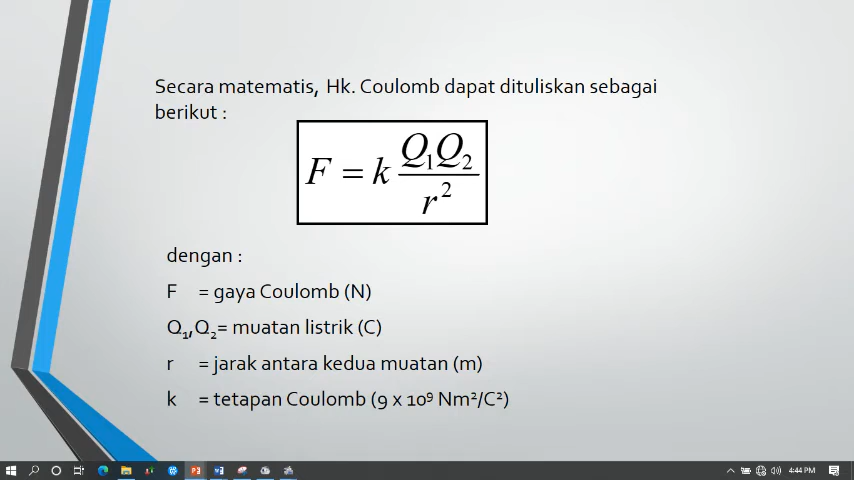 Secara matematis, Hk. Coulomb dapat dituliskan sebagai
berikut :
F = k Q₁Q₂ / r²
dengan :
F = gaya Coulomb (N)
Q₁,Q₂= muatan listrik (C)
r = jarak antara kedua muatan (m)
k = tetapan Coulomb (9 x 10⁹ Nm²/C²)
4:44 PM